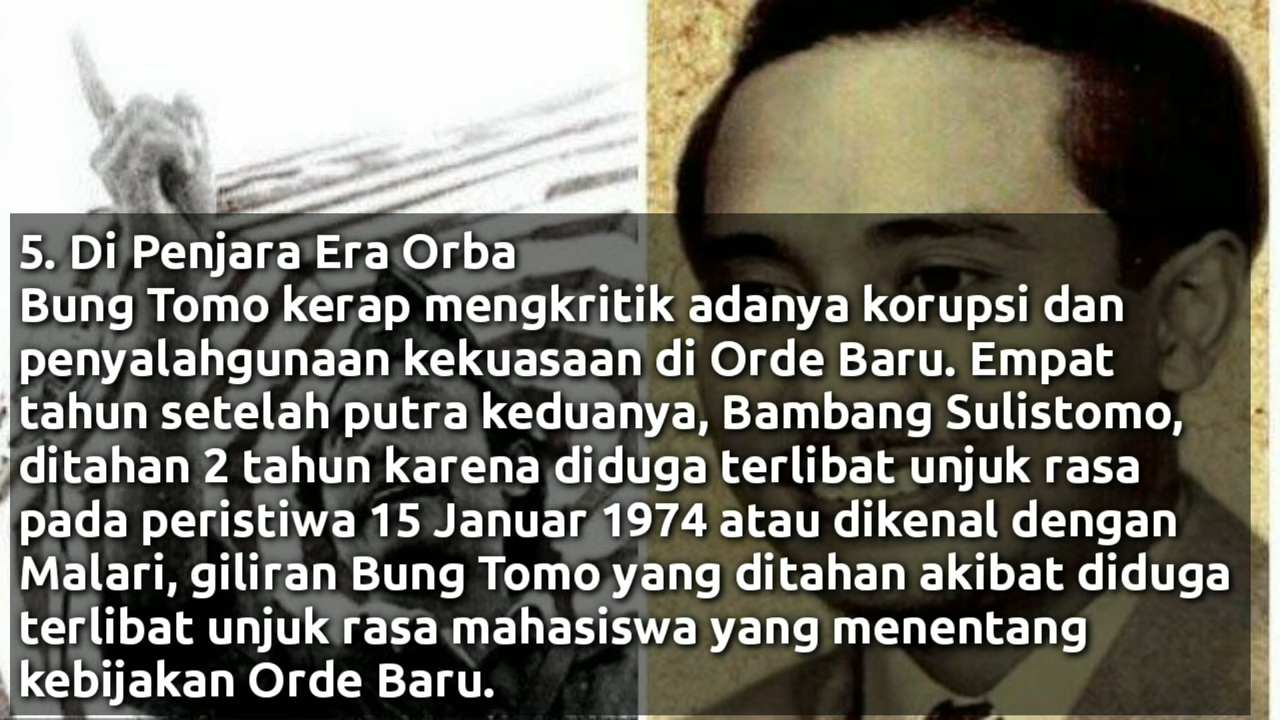 5. Di Penjara Era Orba
Bung Tomo kerap mengkritik adanya korupsi dan
penyalahgunaan kekuasaan di Orde Baru. Empat
tahun setelah putra keduanya, Bambang Sulistomo,
ditahan 2 tahun karena diduga terlibat unjuk rasa
pada peristiwa 15 Januar 1974 atau dikenal dengan
Malari, giliran Bung Tomo yang ditahan akibat diduga
terlibat unjuk rasa mahasiswa yang menentang
kebijakan Orde Baru.